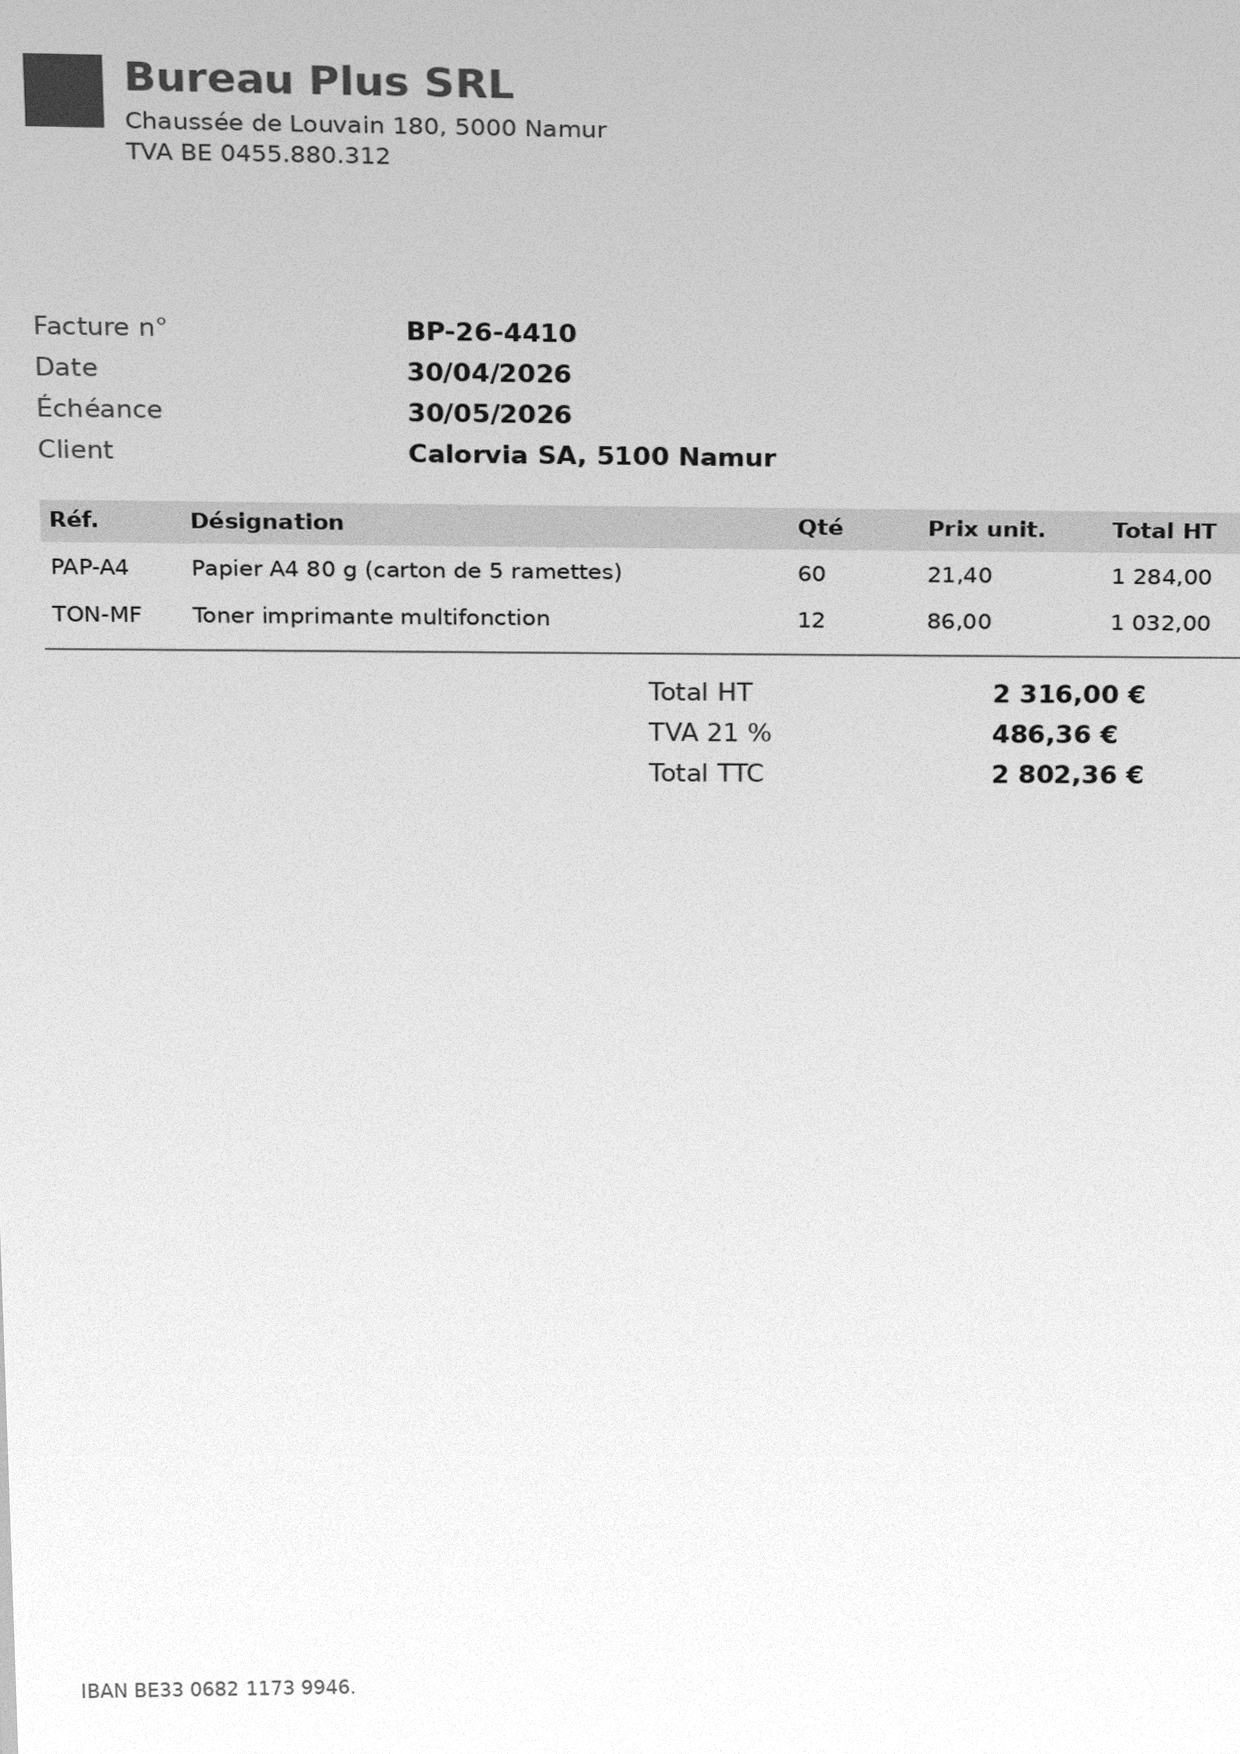 Bureau Plus SRL
Chaussée de Louvain 180, 5000 Namur
TVA BE 0455.880.312
Facture n° BP-26-4410
Date 30/04/2026
Échéance 30/05/2026
Client Calorvia SA, 5100 Namur
Réf. Désignation Qté Prix unit. Total HT
PAP-A4 Papier A4 80 g (carton de 5 ramettes) 60 21,40 1 284,00
TON-MF Toner imprimante multifonction 12 86,00 1 032,00
Total HT 2 316,00 €
TVA 21 % 486,36 €
Total TTC 2 802,36 €
IBAN BE33 0682 1173 9946.